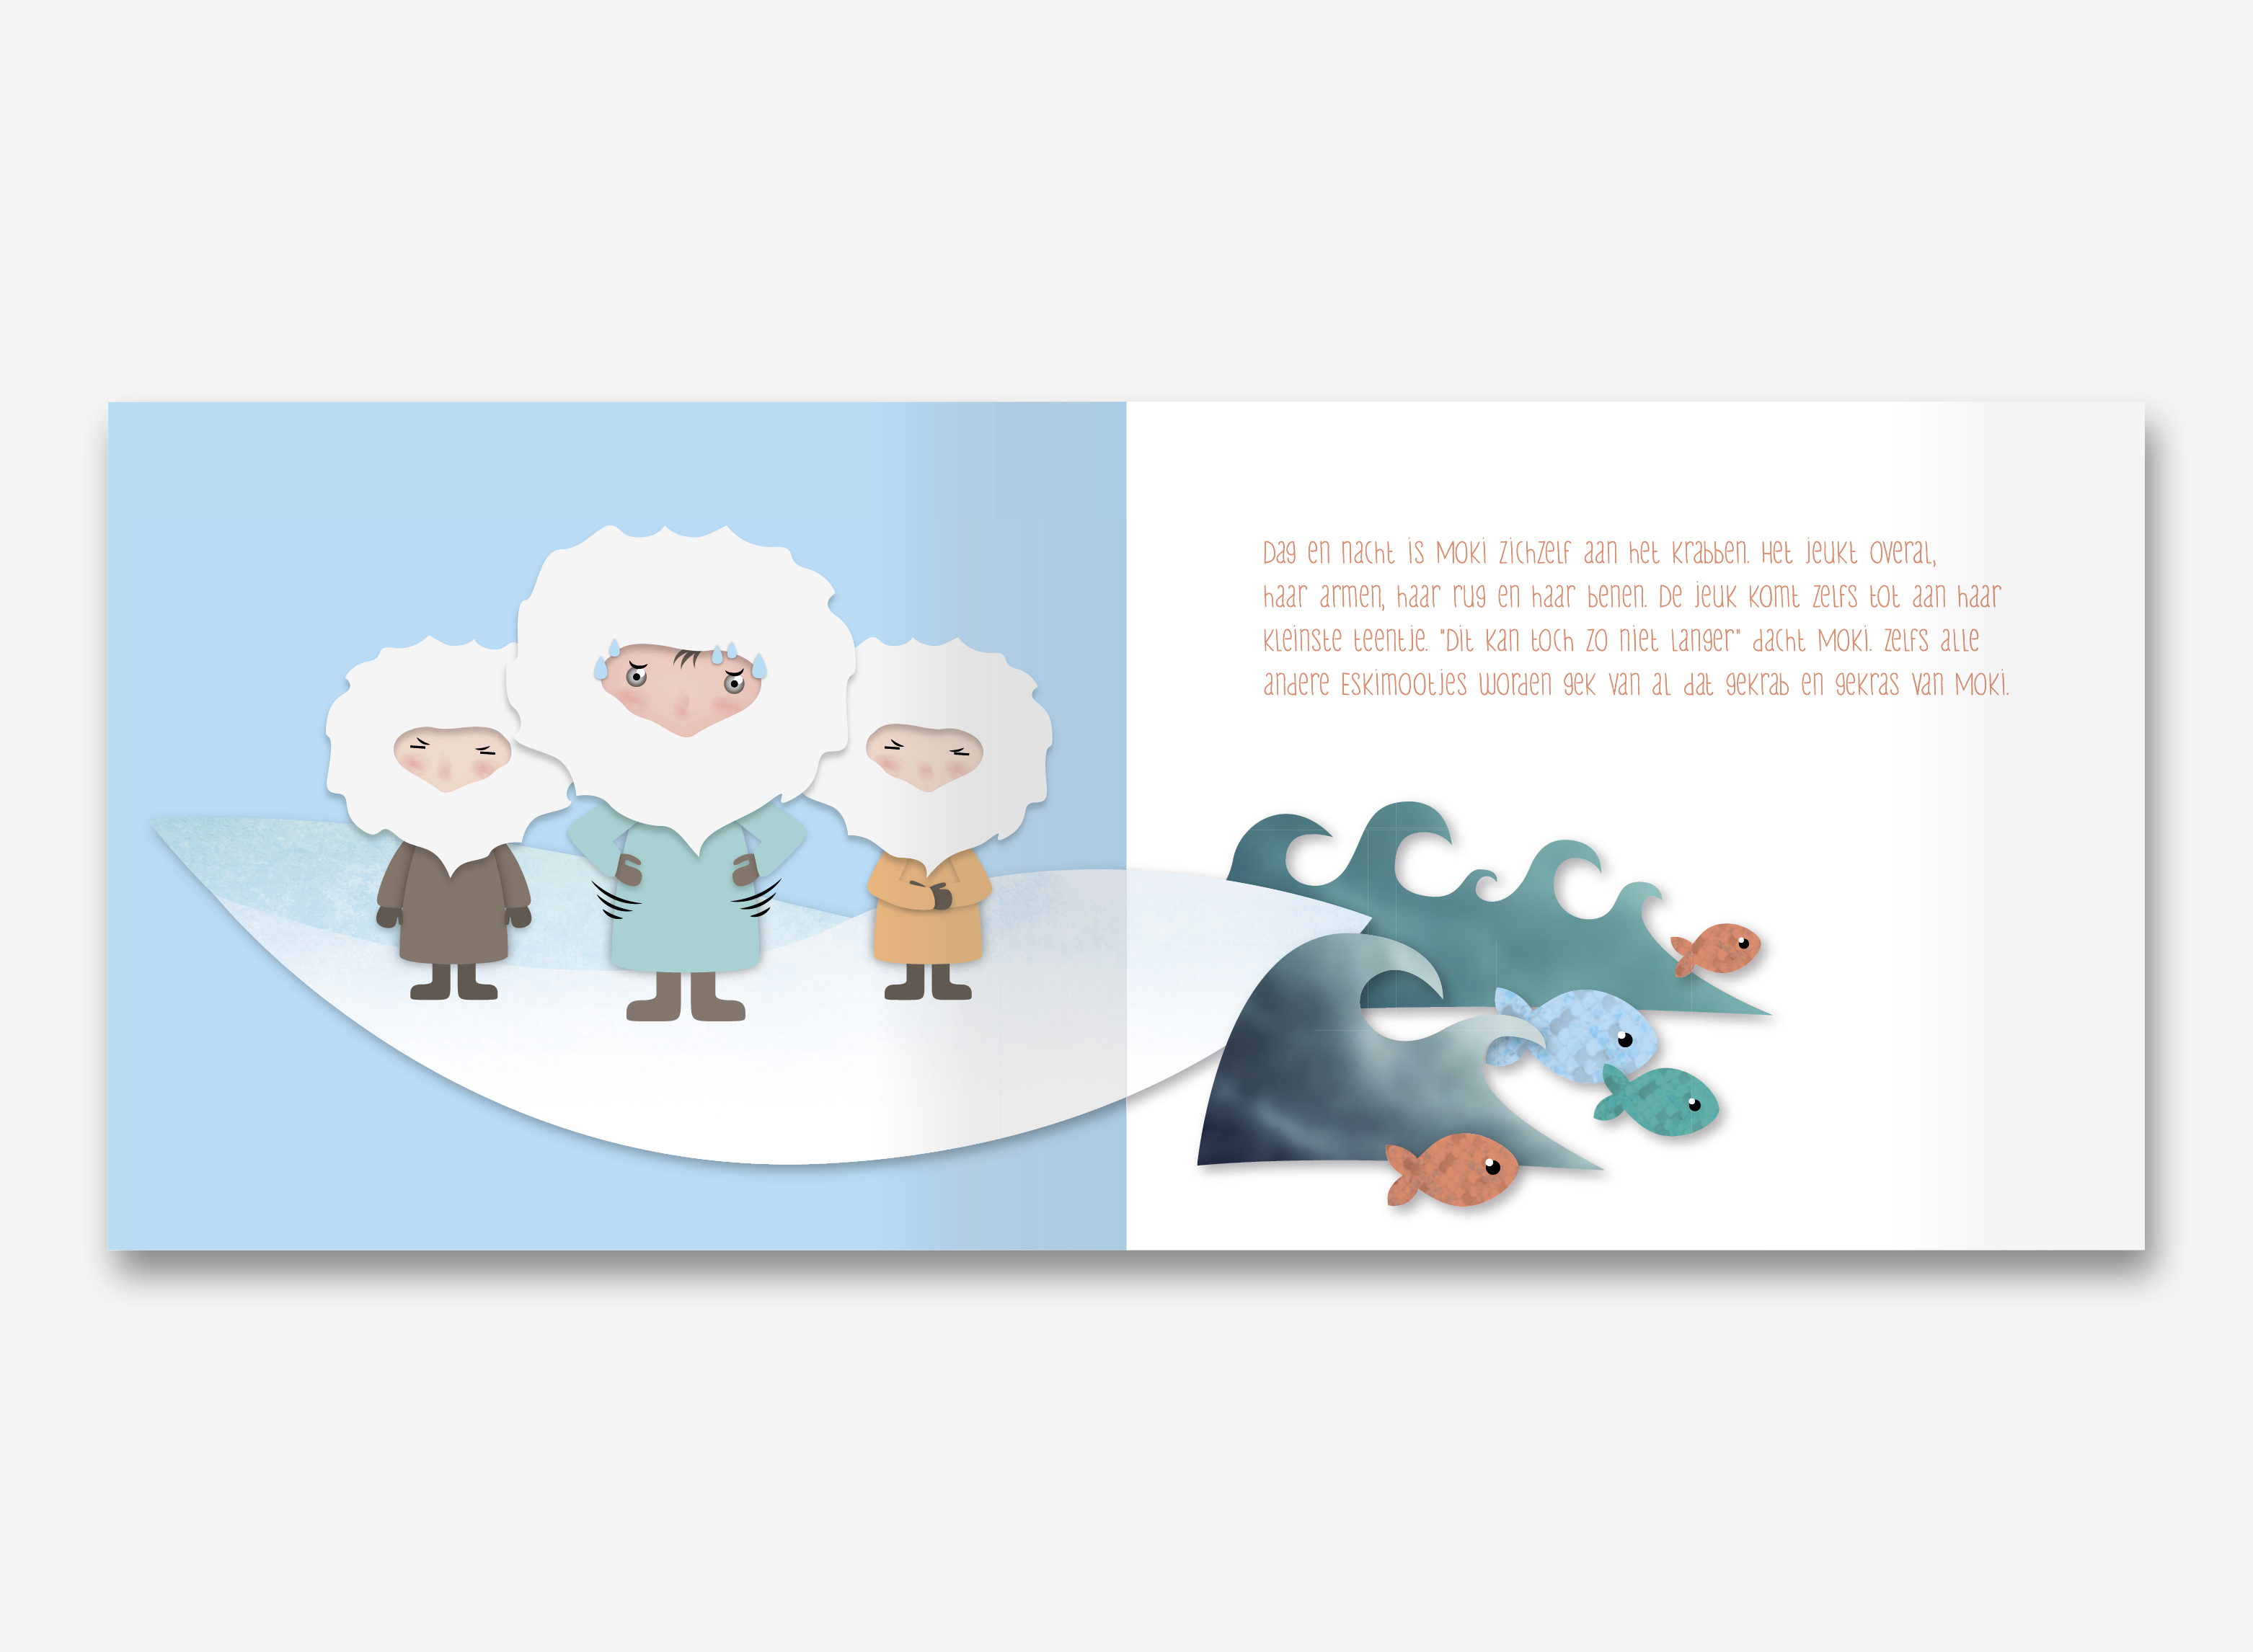 Dag en nacht is Moki zichzelf aan het krabben. Het jeukt overal,
haar armen, haar rug en haar benen. De jeuk komt zelfs tot aan haar
kleinste teentje. "Dit kan toch zo niet langer" dacht Moki. Zelfs alle
andere Eskimootjes worden gek van al dat gekrab en gekras van Moki.